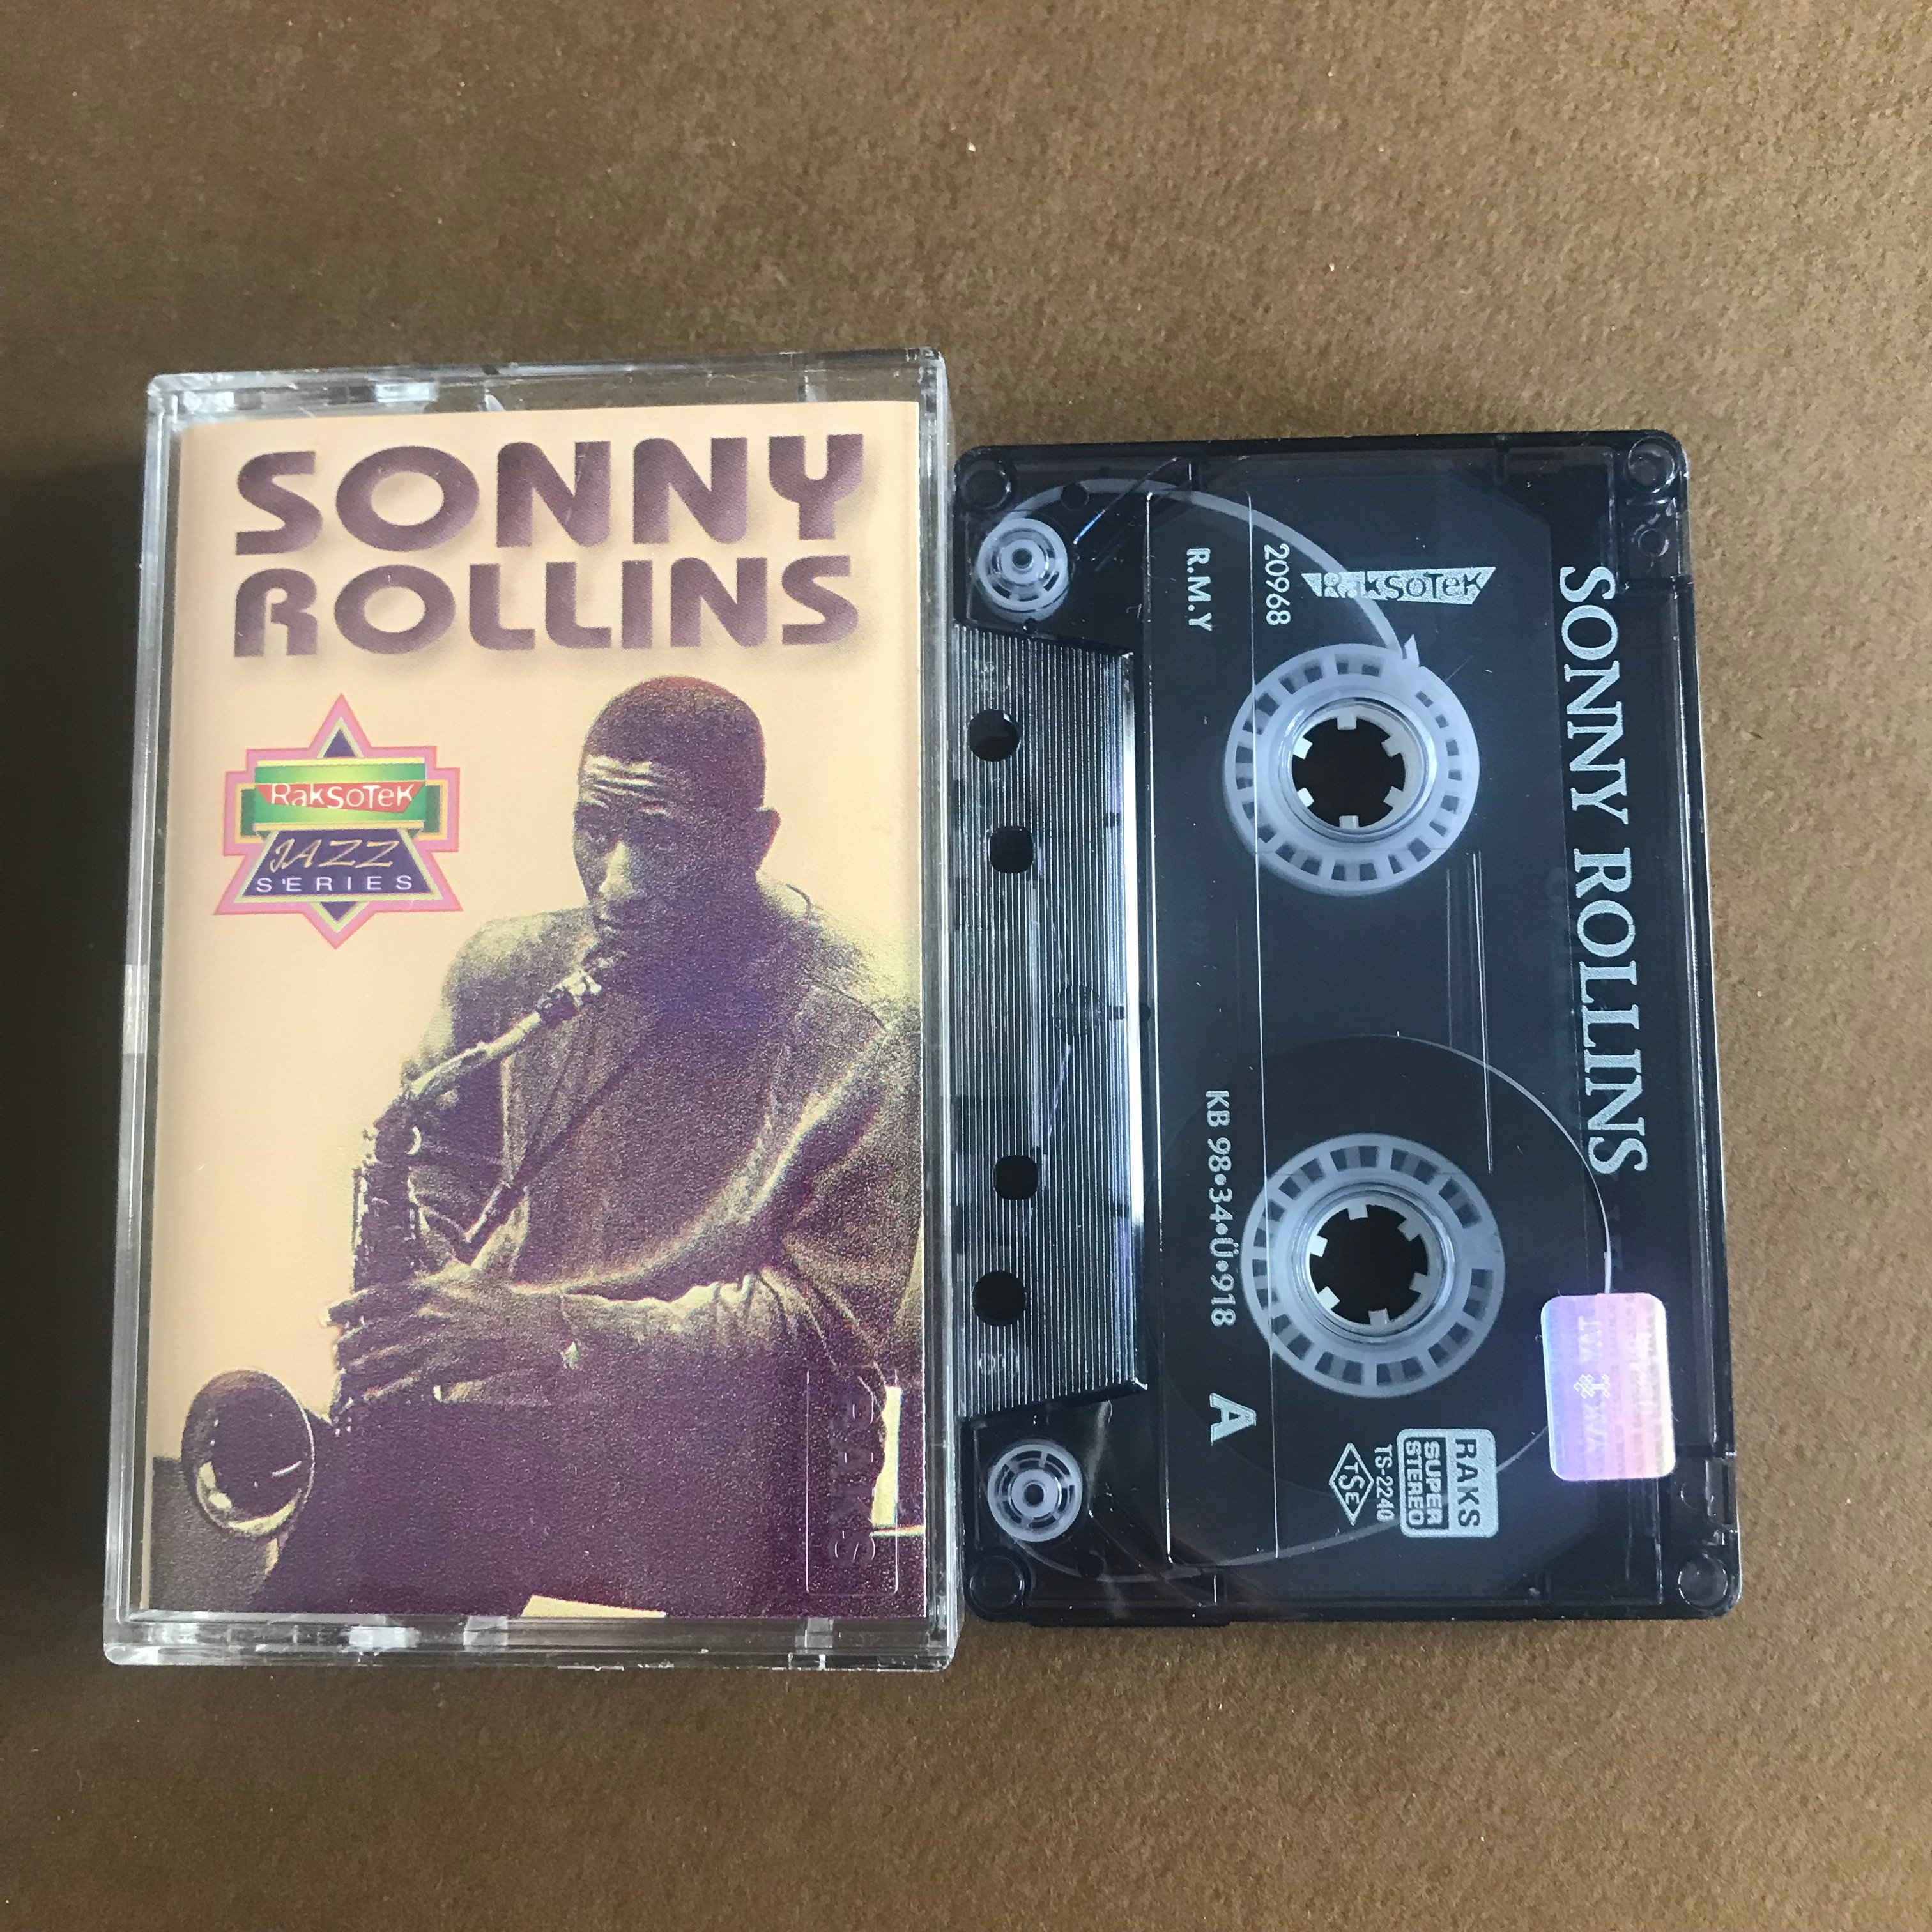 SONNY
ROLLINS
RaKSOTeK
JAZZ
SERIES
RAKS
SONNY ROLLINS
RaKSOTeK
20968
R.M.Y
KB 98•34•Ü•918
A
RAKS
SUPER
STEREO
TS-2240
TSE